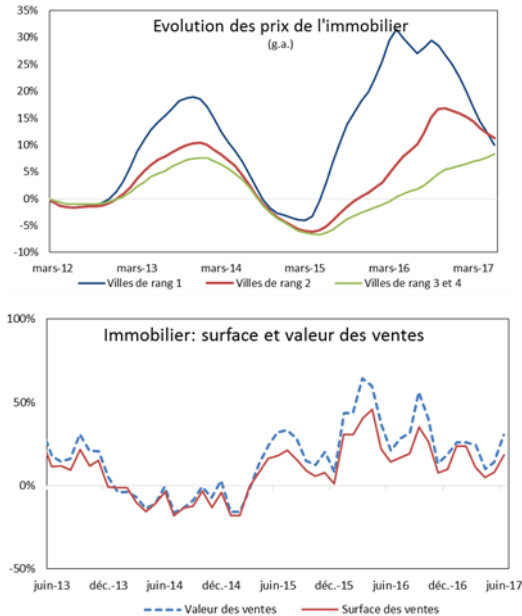 Evolution des prix de l'immobilier
(g.a.)
35%
30%
25%
20%
15%
10%
5%
0%
-5%
-10%
mars-12 mars-13 mars-14 mars-15 mars-16 mars-17
Villes de rang 1 Villes de rang 2 Villes de rang 3 et 4
Immobilier: surface et valeur des ventes
100%
50%
0%
-50%
juin-13 déc.-13 juin-14 déc.-14 juin-15 déc.-15 juin-16 déc.-16 juin-17
Valeur des ventes Surface des ventes